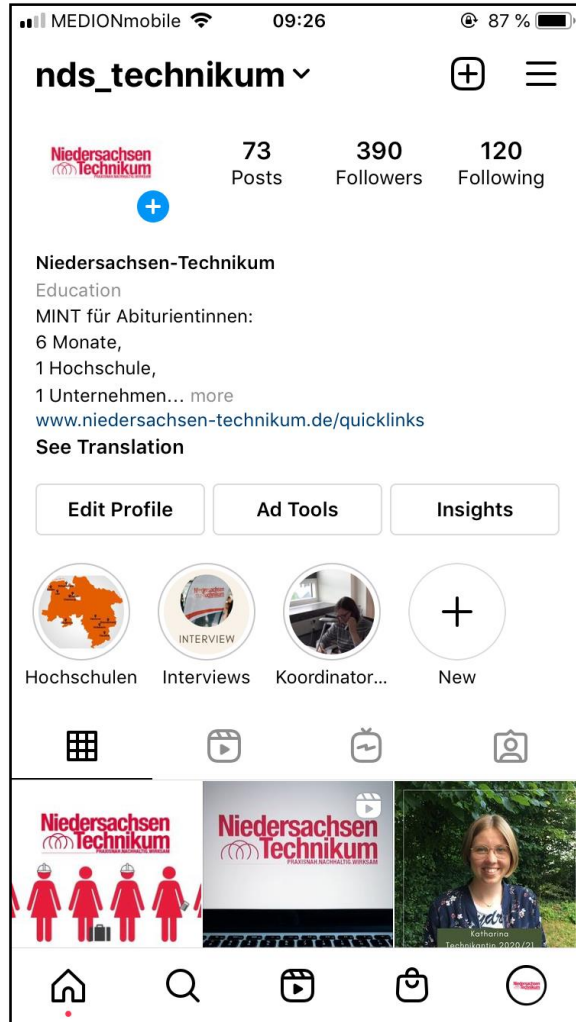 MEDIONmobile 09:26 87 %
nds_technikum
Niedersachsen
Technikum
73 390 120
Posts Followers Following
Niedersachsen-Technikum
Education
MINT für Abiturientinnen:
6 Monate,
1 Hochschule,
1 Unternehmen... more
www.niedersachsen-technikum.de/quicklinks
See Translation
Edit Profile Ad Tools Insights
INTERVIEW
Hochschulen Interviews Koordinator... New
Niedersachsen
Technikum
Niedersachsen
Technikum
PRAXISNAH.NACHHALTIG.WIRKSAM
Katharina
Technikantin 2020/21